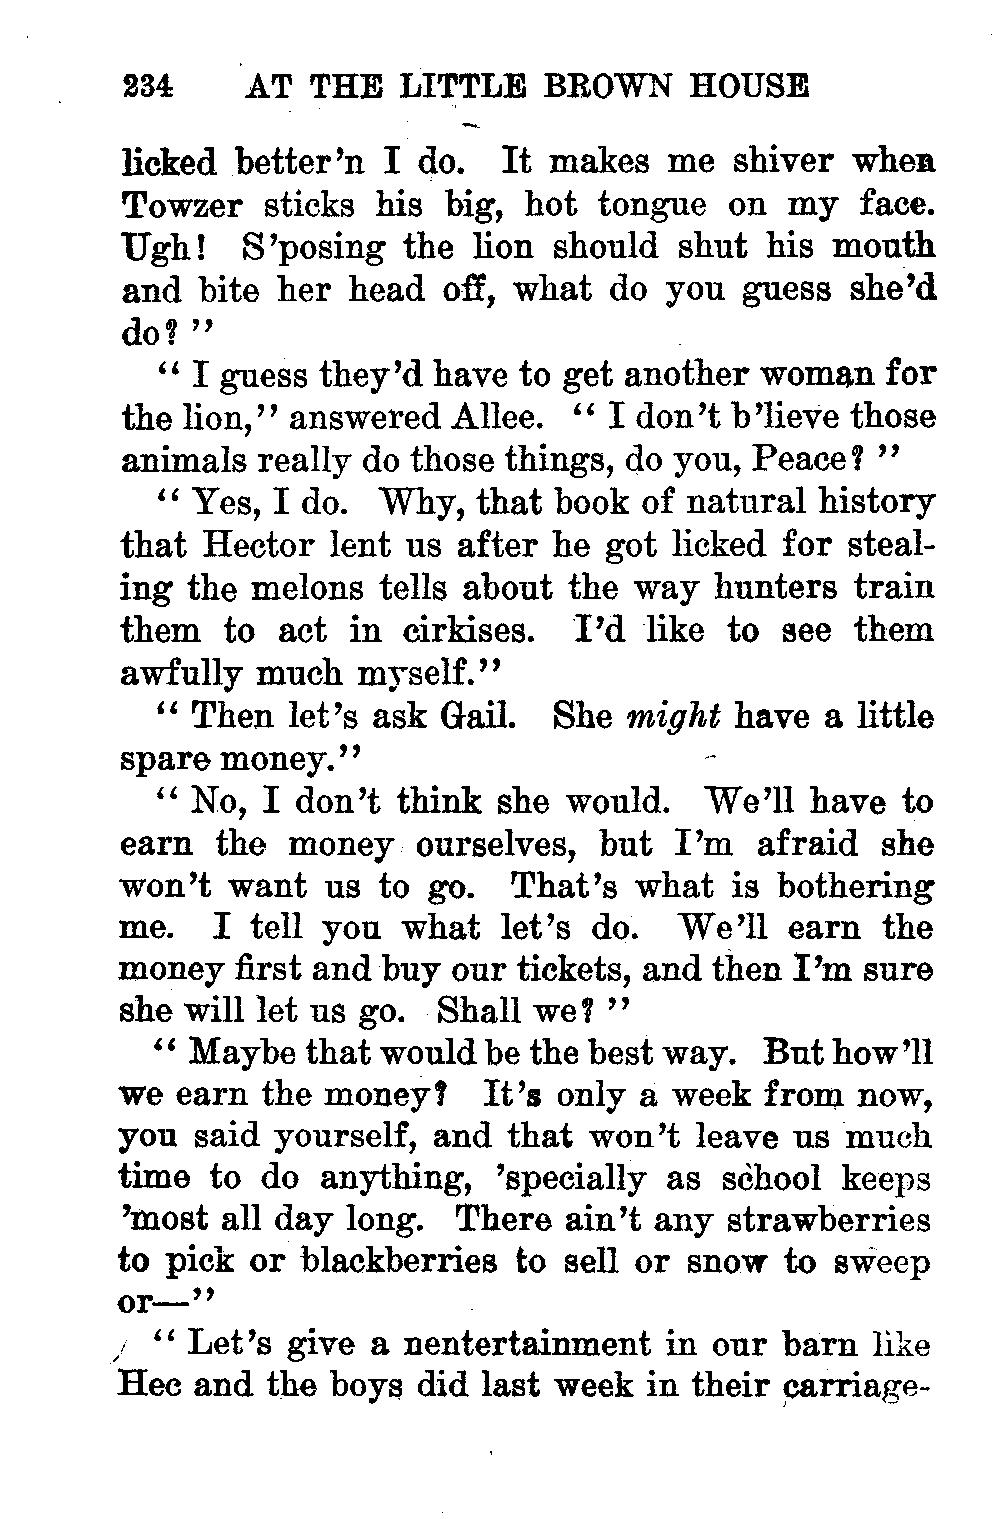 234 AT THE LITTLE BROWN HOUSE
licked better'n I do. It makes me shiver when
Towzer sticks his big, hot tongue on my face.
Ugh! S'posing the lion should shut his mouth
and bite her head off, what do you guess she'd
do?"
"I guess they'd have to get another woman for
the lion," answered Allee. "I don't b'lieve those
animals really do those things, do you, Peace?"
"Yes, I do. Why, that book of natural history
that Hector lent us after he got licked for steal-
ing the melons tells about the way hunters train
them to act in cirkises. I'd like to see them
awfully much myself."
"Then let's ask Gail. She might have a little
spare money."
"No, I don't think she would. We'll have to
earn the money ourselves, but I'm afraid she
won't want us to go. That's what is bothering
me. I tell you what let's do. We'll earn the
money first and buy our tickets, and then I'm sure
she will let us go. Shall we?"
"Maybe that would be the best way. But how'll
we earn the money? It's only a week from now,
you said yourself, and that won't leave us much
time to do anything, 'specially as school keeps
'most all day long. There ain't any strawberries
to pick or blackberries to sell or snow to sweep
or—"
"Let's give a nentertainment in our barn like
Hec and the boys did last week in their carriage-